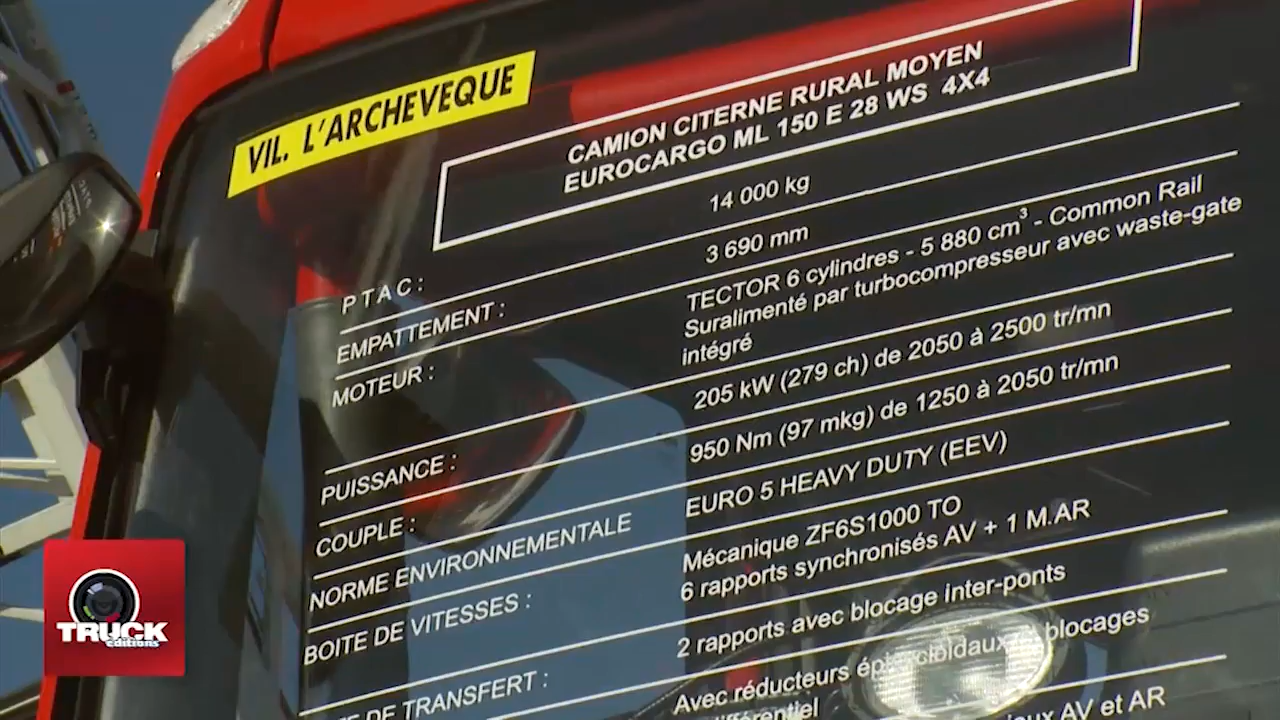 VIL. L'ARCHEVEQUE
CAMION CITERNE RURAL MOYEN
EUROCARGO ML 150 E 28 WS 4X4
P T A C : 14 000 kg
EMPATTEMENT : 3 690 mm
MOTEUR : TECTOR 6 cylindres - 5 880 cm³ - Common Rail
Suralimenté par turbocompresseur avec waste-gate
intégré
PUISSANCE : 205 kW (279 ch) de 2050 à 2500 tr/mn
COUPLE : 950 Nm (97 mkg) de 1250 à 2050 tr/mn
NORME ENVIRONNEMENTALE EURO 5 HEAVY DUTY (EEV)
BOITE DE VITESSES : Mécanique ZF6S1000 TO
6 rapports synchronisés AV + 1 M.AR
DE TRANSFERT : 2 rapports avec blocage inter-ponts
Avec réducteurs blocages
AV et AR
TRUCK
editions